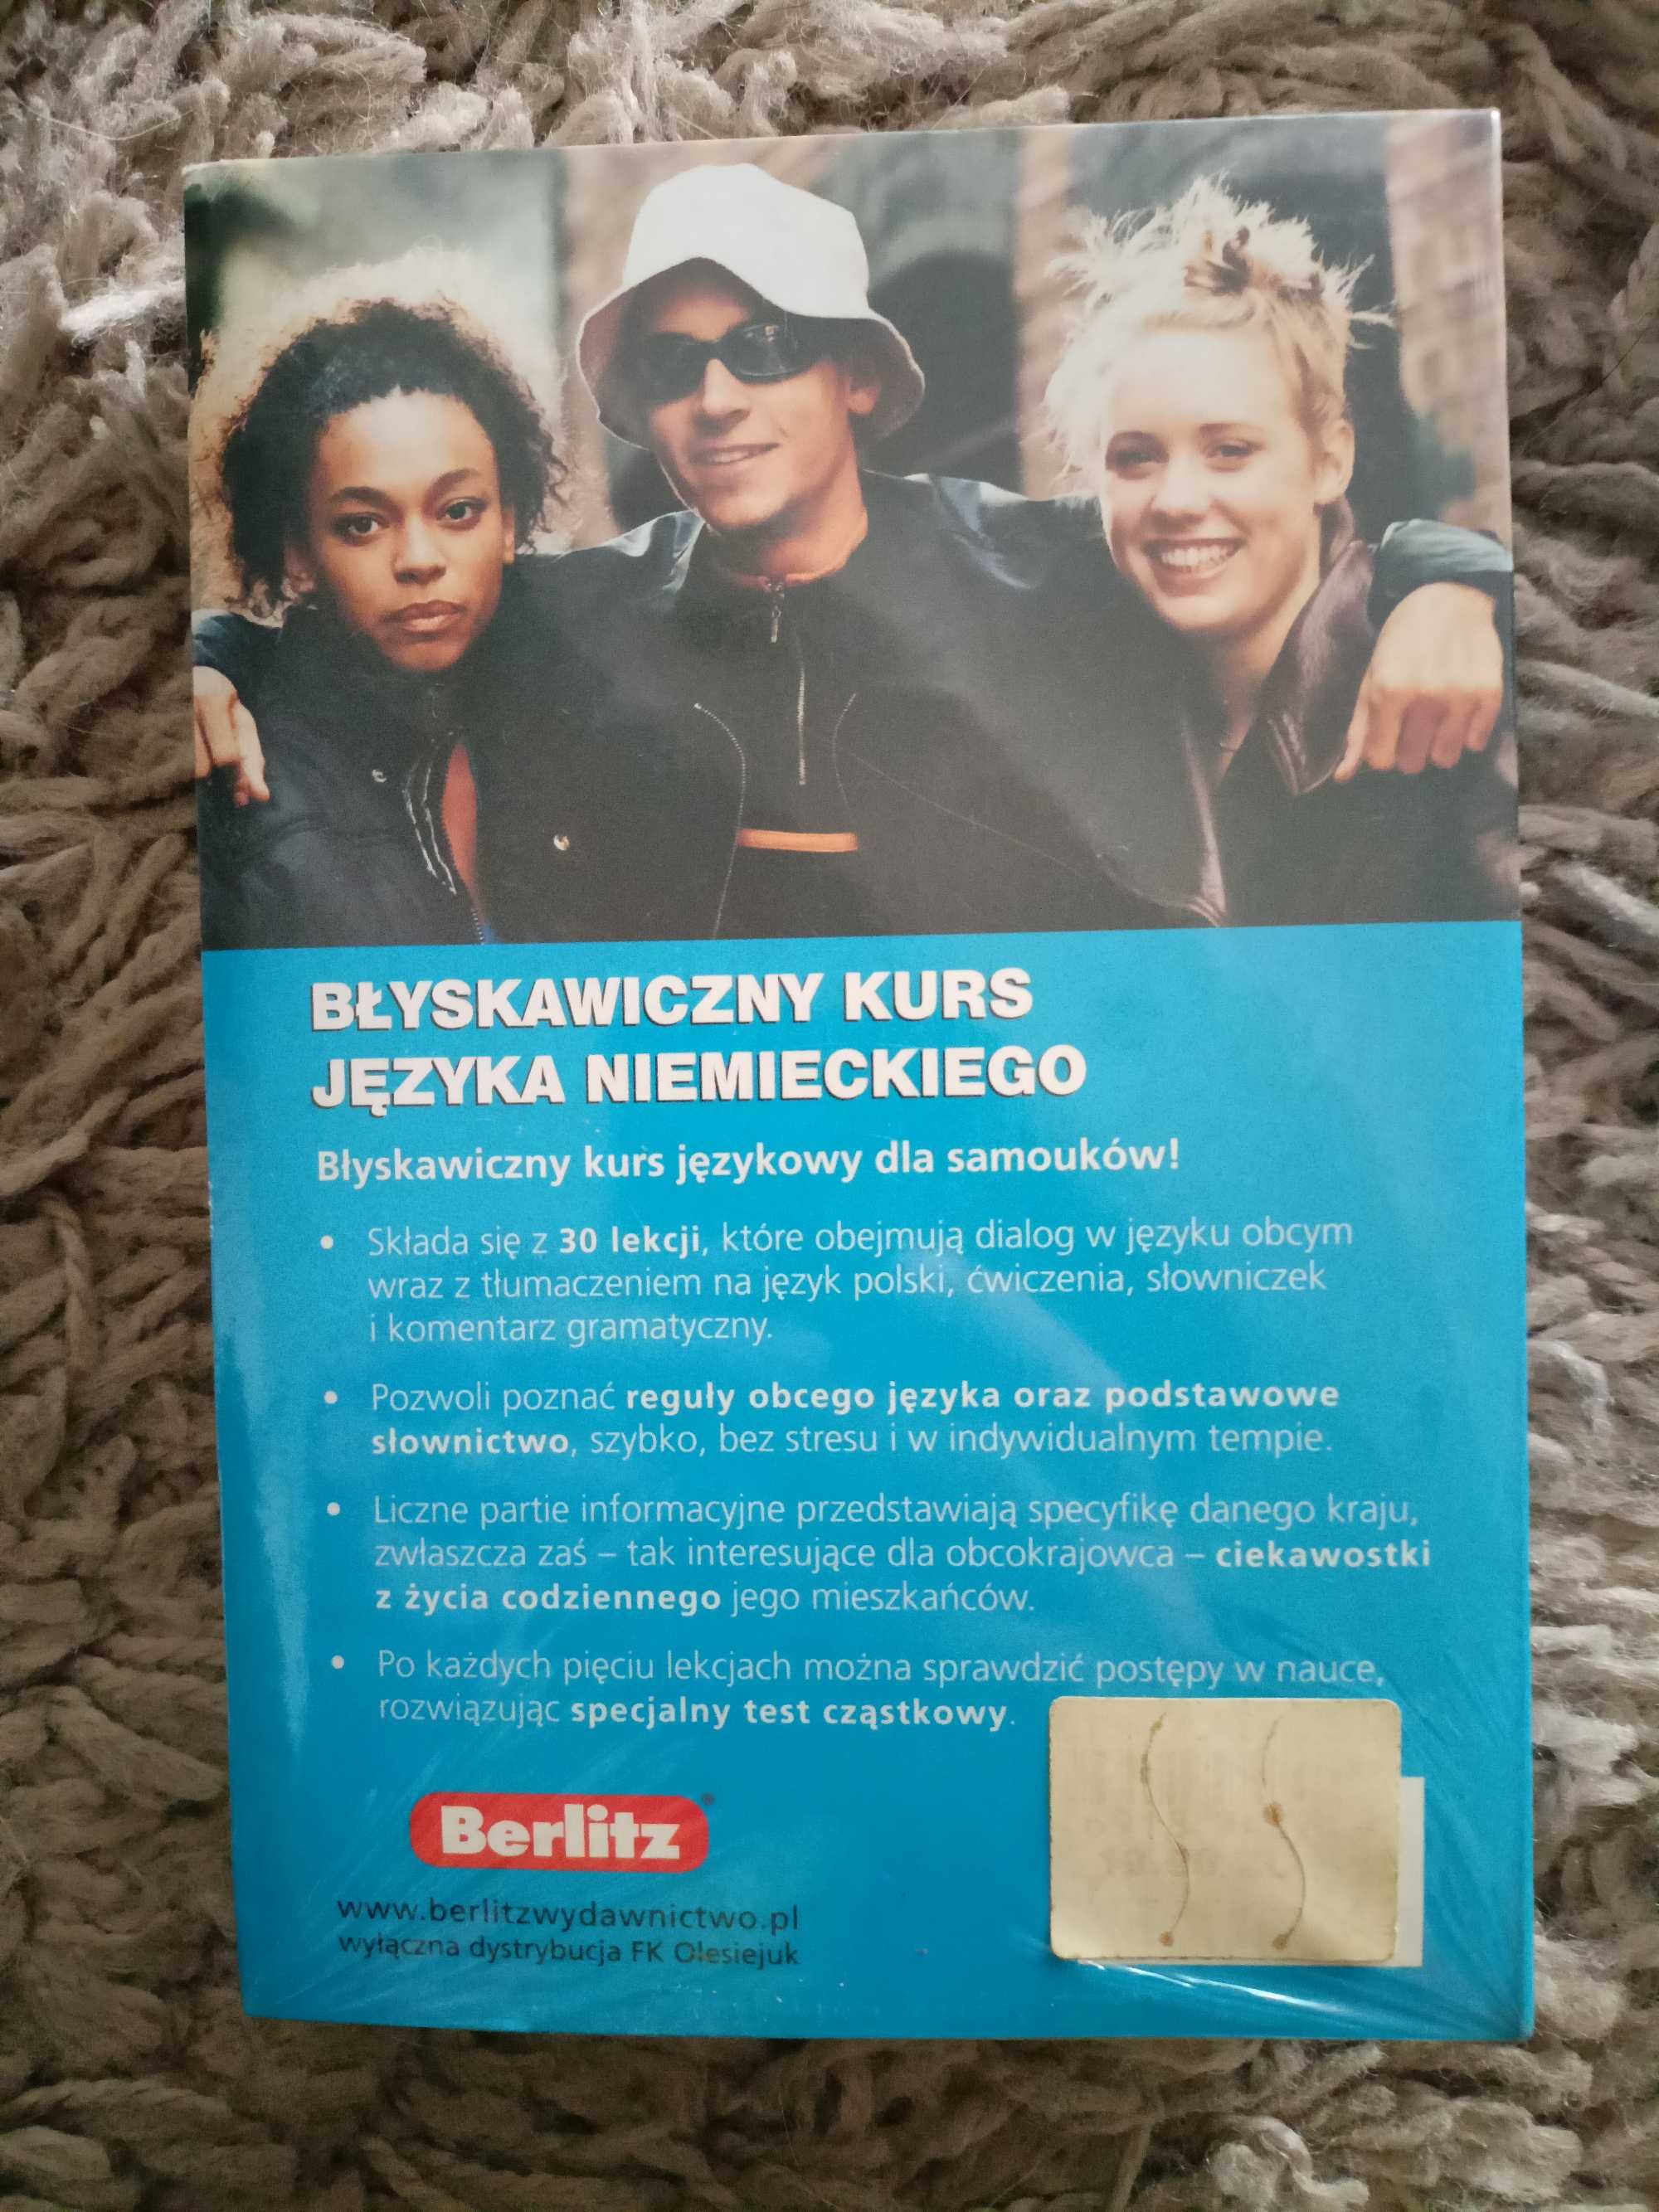 BŁYSKAWICZNY KURS
JĘZYKA NIEMIECKIEGO
Błyskawiczny kurs językowy dla samouków!
• Składa się z 30 lekcji, które obejmują dialog w języku obcym
wraz z tłumaczeniem na język polski, ćwiczenia, słowniczek
i komentarz gramatyczny.
• Pozwoli poznać reguły obcego języka oraz podstawowe
słownictwo, szybko, bez stresu i w indywidualnym tempie.
• Liczne partie informacyjne przedstawiają specyfikę danego kraju,
zwłaszcza zaś – tak interesujące dla obcokrajowca – ciekawostki
z życia codziennego jego mieszkańców.
• Po każdych pięciu lekcjach można sprawdzić postępy w nauce,
rozwiązując specjalny test cząstkowy.
Berlitz
www.berlitzwydawnictwo.pl
wyłączna dystrybucja FK Olesiejuk